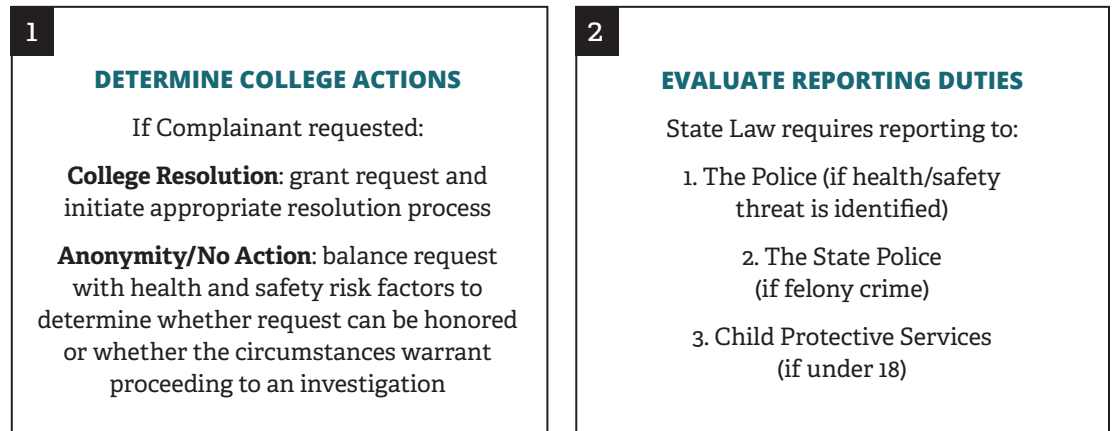 1
DETERMINE COLLEGE ACTIONS
If Complainant requested:
College Resolution: grant request and
initiate appropriate resolution process
Anonymity/No Action: balance request
with health and safety risk factors to
determine whether request can be honored
or whether the circumstances warrant
proceeding to an investigation
2
EVALUATE REPORTING DUTIES
State Law requires reporting to:
1. The Police (if health/safety
threat is identified)
2. The State Police
(if felony crime)
3. Child Protective Services
(if under 18)